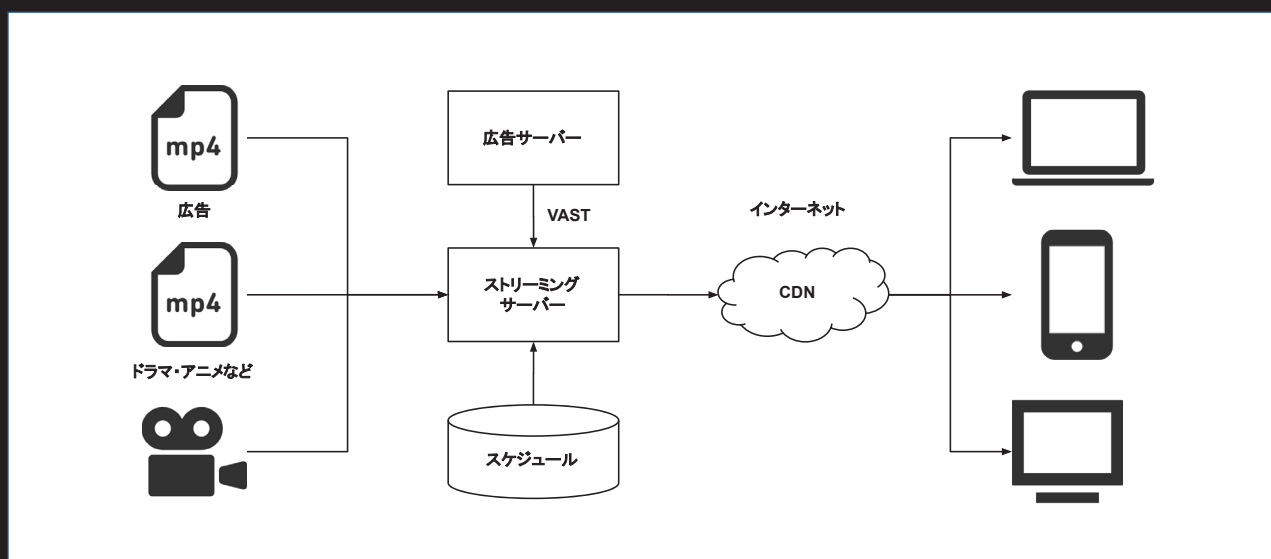 mp4
広告
mp4
ドラマ・アニメなど
広告サーバー
VAST
ストリーミング
サーバー
スケジュール
インターネット
CDN